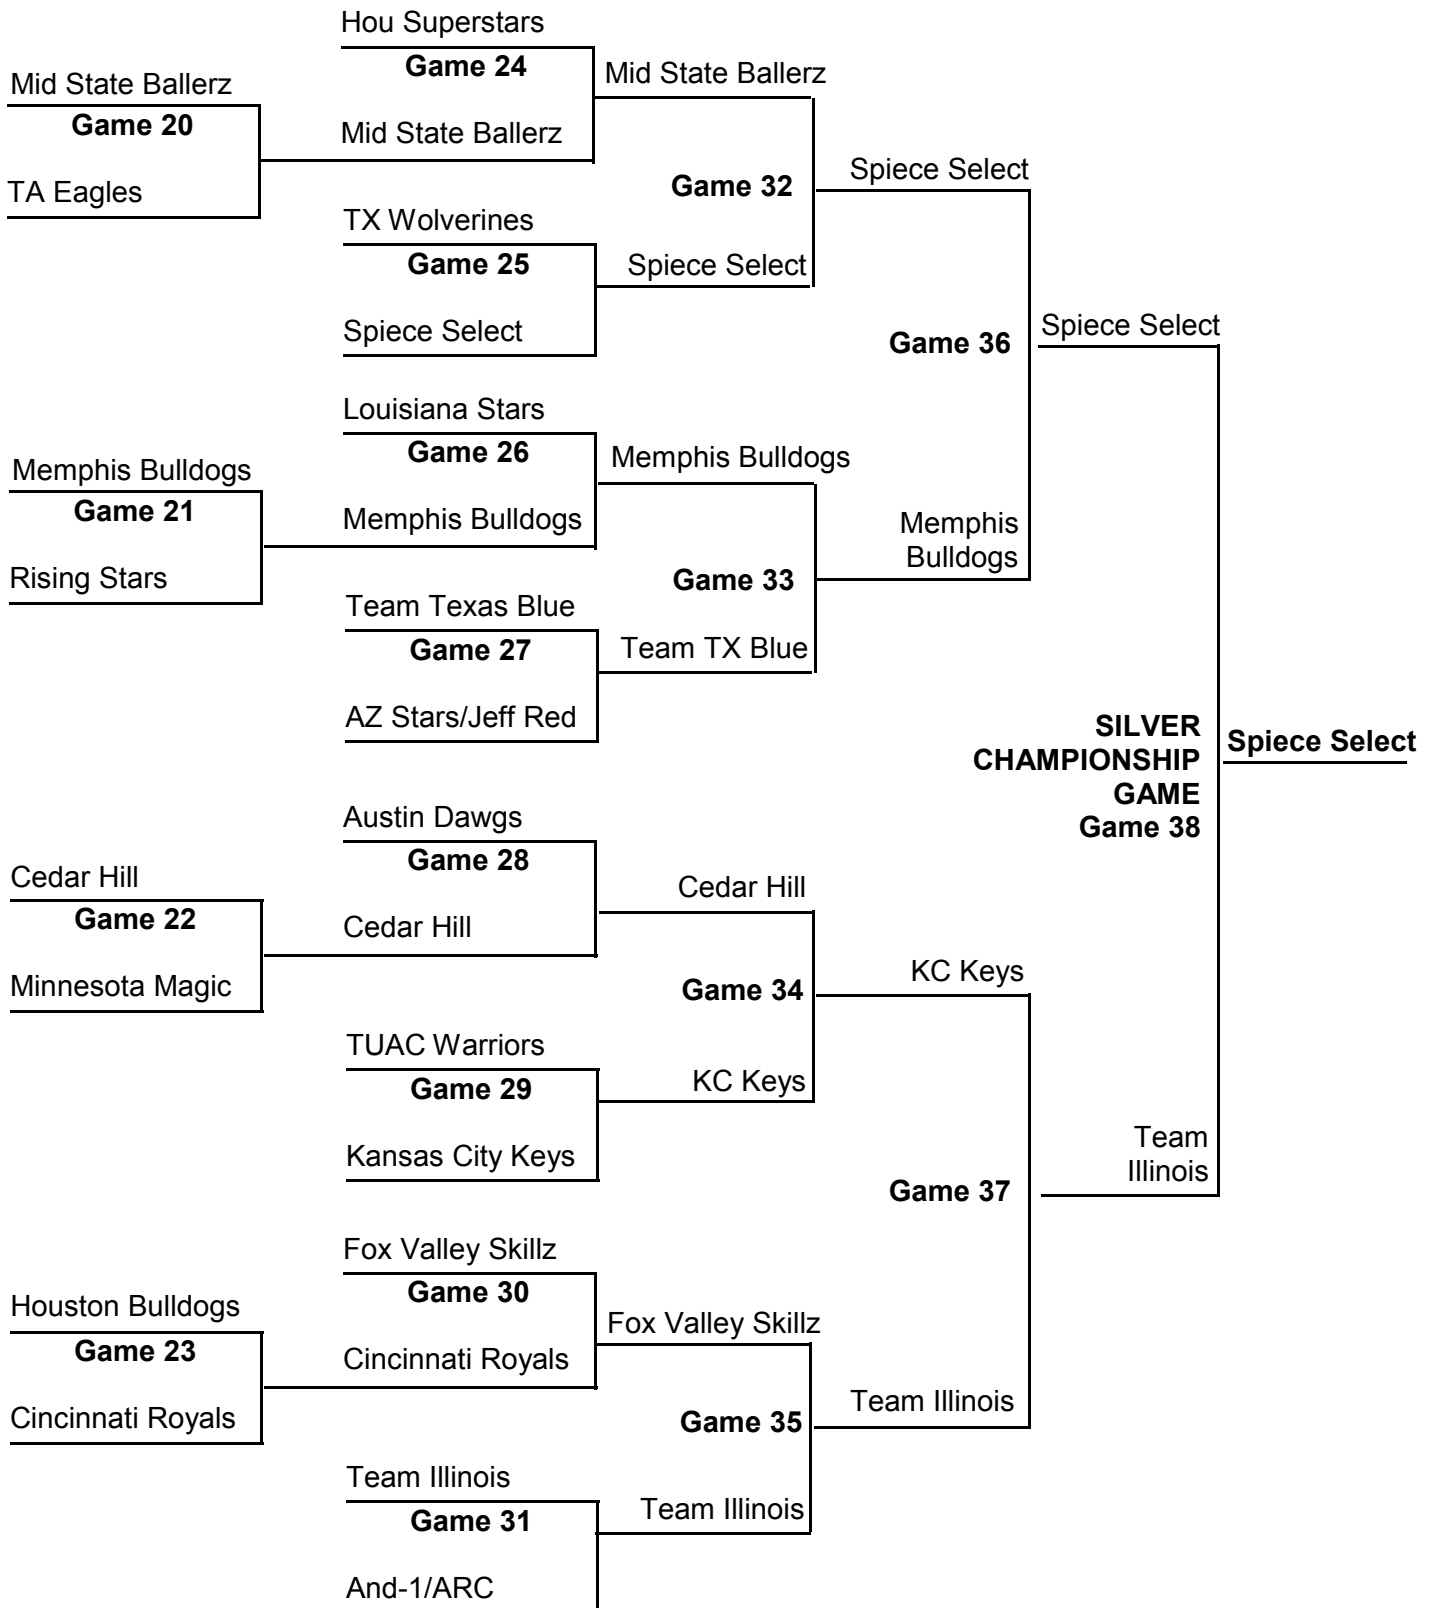 Hou Superstars
Game 24
Mid State Ballerz
Mid State Ballerz
Game 20
Mid State Ballerz
TA Eagles
Game 32
Spiece Select
TX Wolverines
Game 25
Spiece Select
Spiece Select
Game 36
Spiece Select
Louisiana Stars
Game 26
Memphis Bulldogs
Memphis Bulldogs
Game 21
Memphis Bulldogs
Memphis
Bulldogs
Rising Stars
Game 33
Team Texas Blue
Game 27
Team TX Blue
AZ Stars/Jeff Red
SILVER
CHAMPIONSHIP
GAME
Game 38
Spiece Select
Austin Dawgs
Game 28
Cedar Hill
Cedar Hill
Game 22
Cedar Hill
Minnesota Magic
Game 34
KC Keys
TUAC Warriors
Game 29
KC Keys
Kansas City Keys
Team
Illinois
Game 37
Fox Valley Skillz
Game 30
Houston Bulldogs
Fox Valley Skillz
Game 23
Cincinnati Royals
Cincinnati Royals
Game 35
Team Illinois
Team Illinois
Game 31
Team Illinois
And-1/ARC